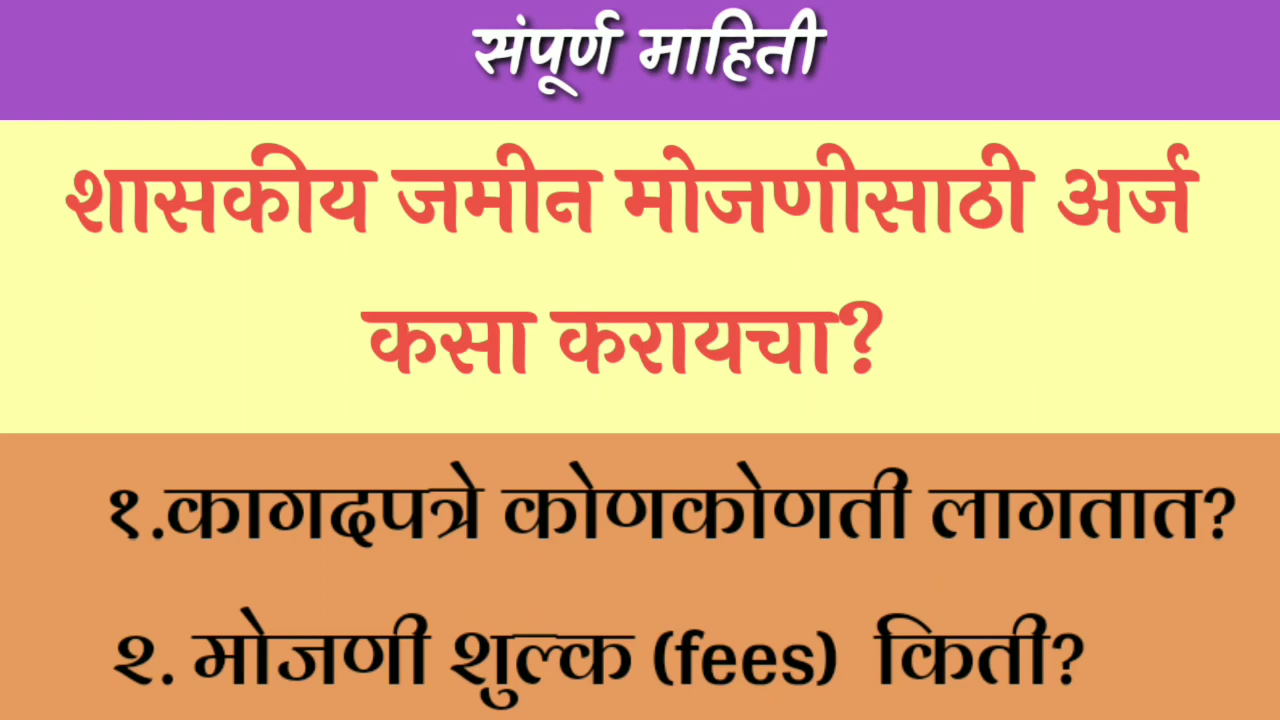 संपूर्ण माहिती
शासकीय जमीन मोजणीसाठी अर्ज
कसा करायचा?
१.कागदपत्रे कोणकोणती लागतात?
२. मोजणी शुल्क (fees) किती?